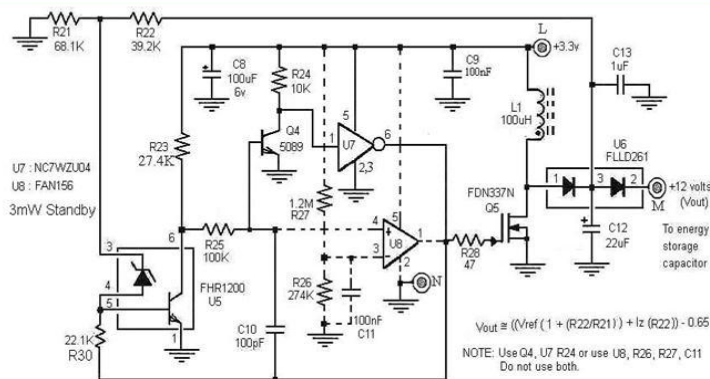 R21
68.1K
R22
39.2K
L
+3.3v
C8
100uF
6v
R24
10K
C9
100nF
C13
1uF
L1
100uH
R23
27.4K
Q4
5089
5
1
U7
6
2,3
U6
FLLD261
1
3
2
+12 volts
M
(Vout)
U7 : NC7WZU04
U8 : FAN156
3mW Standby
1.2M
R27
FDN337N
Q5
C12
22uF
To energy
storage
capacitor
R25
100K
4
+
5
U8
1
3
-
2
R28
47
N
3
6
4
5
1
FHR1200
U5
R26
274K
100nF
C11
22.1K
R30
C10
100pF
Vout ≅ ((Vref (1 + (R22/R21)) + Iz (R22)) - 0.65
NOTE: Use Q4, U7 R24 or use U8, R26, R27, C11
Do not use both.